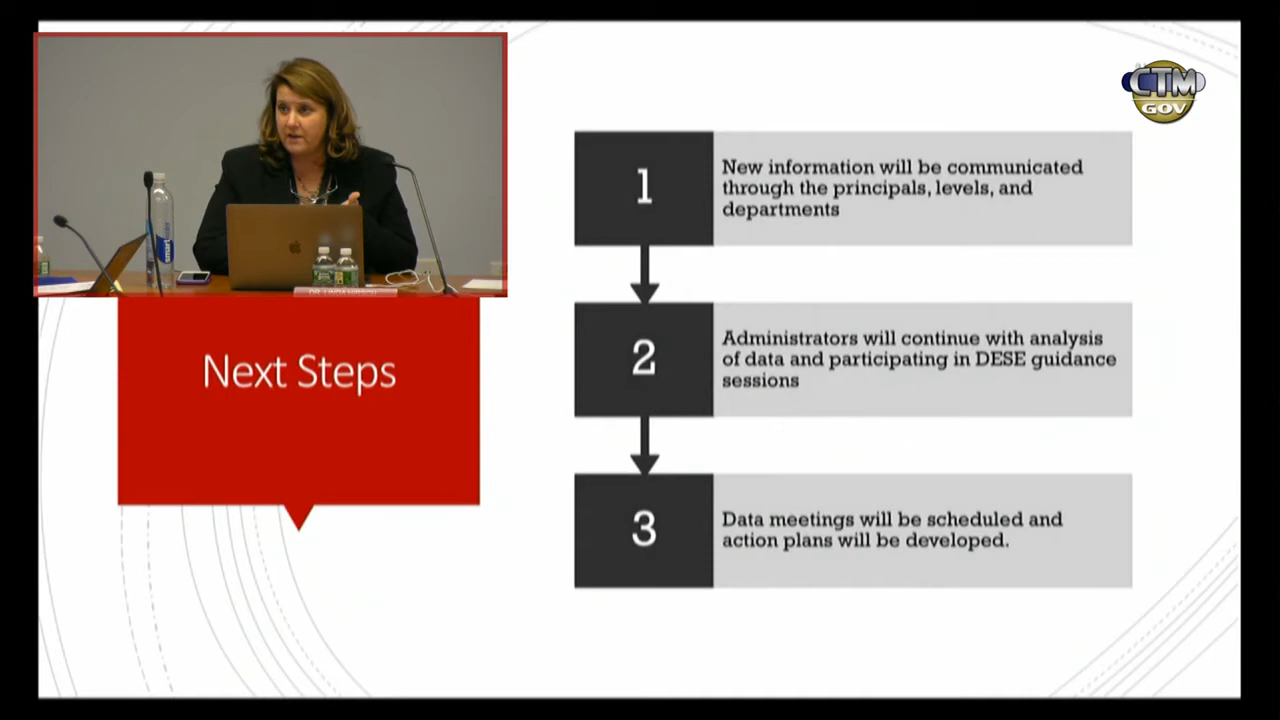 CTM
GOV
1
New information will be communicated
through the principals, levels, and
departments
2
Administrators will continue with analysis
of data and participating in DESE guidance
sessions
3
Data meetings will be scheduled and
action plans will be developed.
Next Steps